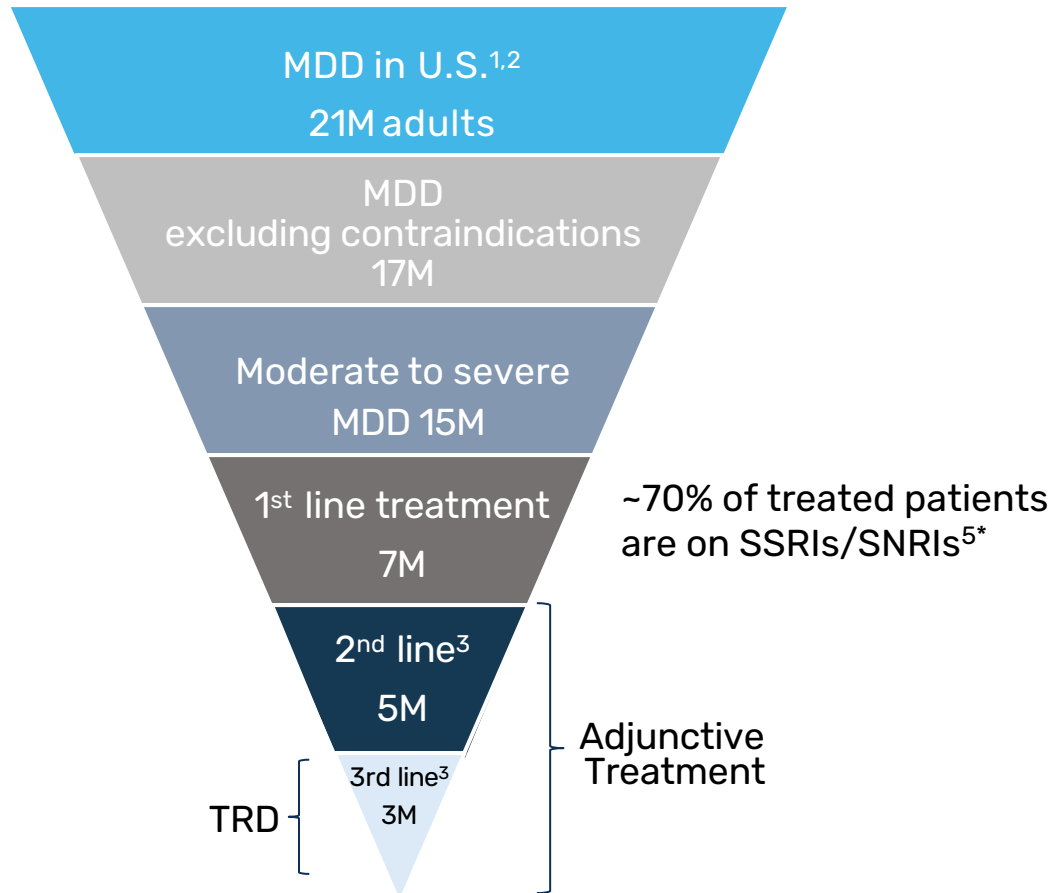 MDD in U.S.¹,²
21M adults
MDD
excluding contraindications
17M
Moderate to severe
MDD 15M
1st line treatment
7M
~70% of treated patients
are on SSRIs/SNRIs⁵*
2nd line³
5M
Adjunctive
Treatment
3rd line³
3M
TRD